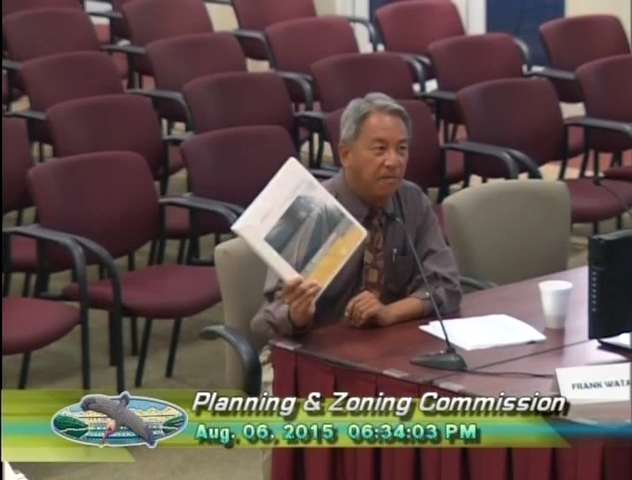 FRANK WATA
Planning & Zoning Commission
Aug. 06. 2015 06:34:03 PM